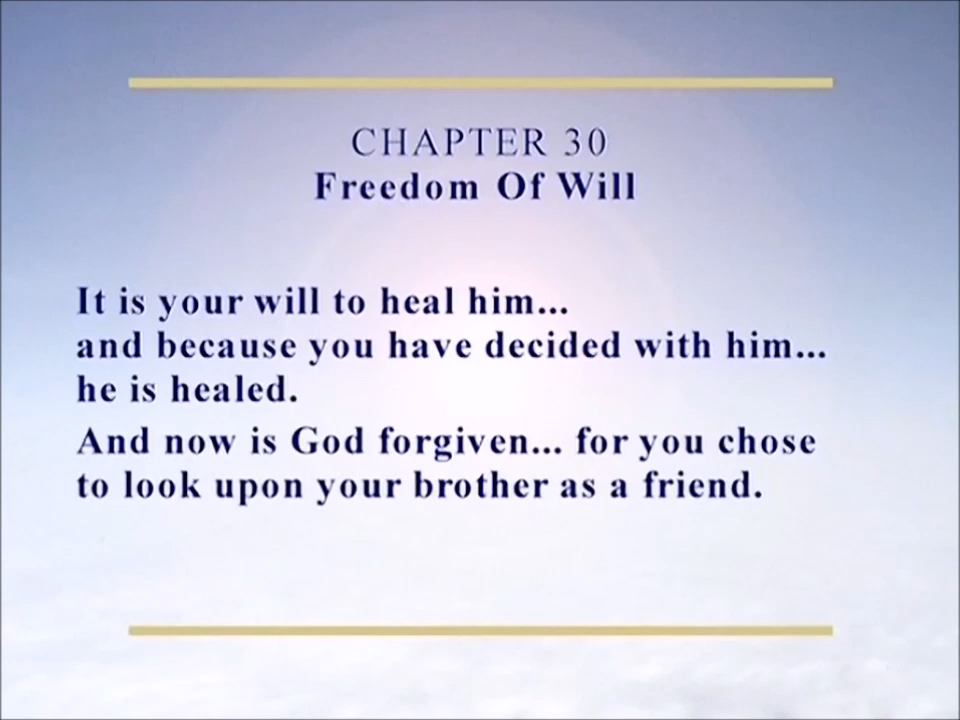 CHAPTER 30
Freedom Of Will
It is your will to heal him...
and because you have decided with him...
he is healed.
And now is God forgiven... for you chose
to look upon your brother as a friend.